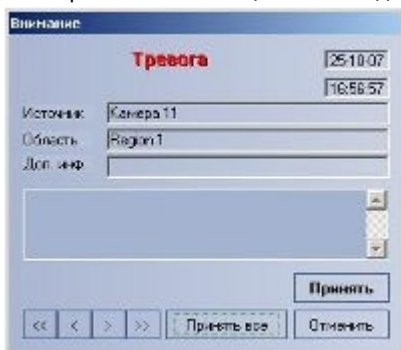 Внимание
Тревога
25-10-07
16:56:57
Источник Камера 11
Область Region 1
Доп. инф.
Принять
<< < > >> Принять все Отменить